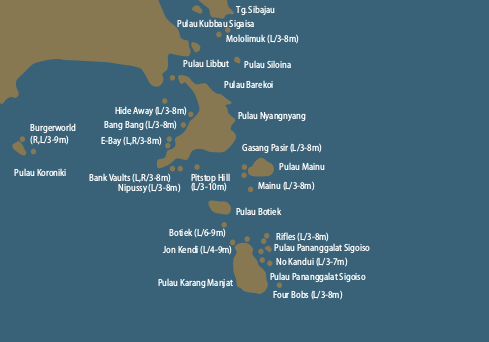 Tg. Sibajau
Pulau Kubbau Sigaisa
Mololimuk (L/3-8m)
Pulau Libbut
Pulau Siloina
Pulau Barekoi
Hide Away (L/3-8m)
Pulau Nyangnyang
Bang Bang (L/3-8m)
Burgerworld
(R,L/3-9m)
E-Bay (L,R/3-8m)
Gasang Pasir (L/3-8m)
Pulau Mainu
Pulau Koroniki
Bank Vaults (L,R/3-8m)
Pitstop Hill
(L/3-10m)
Nipussy (L/3-8m)
Mainu (L/3-8m)
Pulau Botiek
Botiek (L/6-9m)
Rifles (L/3-8m)
Jon Kendi (L/4-9m)
Pulau Pananggalat Sigoiso
No Kandui (L/3-7m)
Pulau Pananggalat Sigoiso
Pulau Karang Manjat
Four Bobs (L/3-8m)